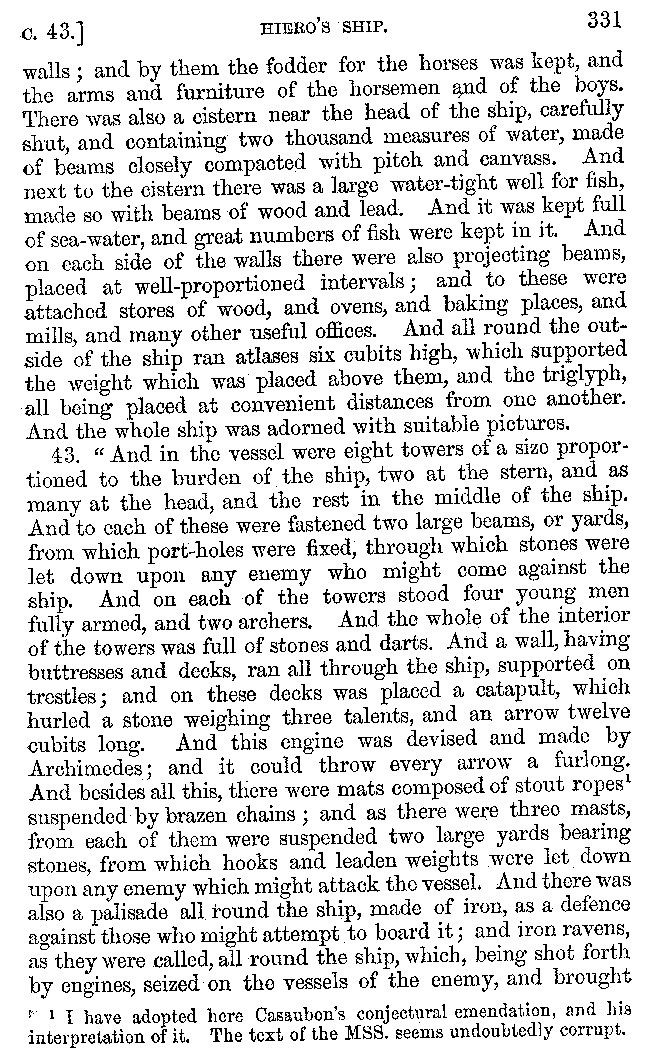 C. 43.] HIERO'S SHIP. 331
walls; and by them the fodder for the horses was kept, and
the arms and furniture of the horsemen and of the boys.
There was also a cistern near the head of the ship, carefully
shut, and containing two thousand measures of water, made
of beams closely compacted with pitch and canvass. And
next to the cistern there was a large water-tight well for fish,
made so with beams of wood and lead. And it was kept full
of sea-water, and great numbers of fish were kept in it. And
on each side of the walls there were also projecting beams,
placed at well-proportioned intervals; and to these were
attached stores of wood, and ovens, and baking places, and
mills, and many other useful offices. And all round the out-
side of the ship ran atlases six cubits high, which supported
the weight which was placed above them, and the triglyph,
all being placed at convenient distances from one another.
And the whole ship was adorned with suitable pictures.
43. "And in the vessel were eight towers of a size propor-
tioned to the burden of the ship, two at the stern, and as
many at the head, and the rest in the middle of the ship.
And to each of these were fastened two large beams, or yards,
from which port-holes were fixed, through which stones were
let down upon any enemy who might come against the
ship. And on each of the towers stood four young men
fully armed, and two archers. And the whole of the interior
of the towers was full of stones and darts. And a wall, having
buttresses and decks, ran all through the ship, supported on
trestles; and on these decks was placed a catapult, which
hurled a stone weighing three talents, and an arrow twelve
cubits long. And this engine was devised and made by
Archimedes; and it could throw every arrow a furlong.
And besides all this, there were mats composed of stout ropes¹
suspended by brazen chains; and as there were three masts,
from each of them were suspended two large yards bearing
stones, from which hooks and leaden weights were let down
upon any enemy which might attack the vessel. And there was
also a palisade all round the ship, made of iron, as a defence
against those who might attempt to board it; and iron ravens,
as they were called, all round the ship, which, being shot forth
by engines, seized on the vessels of the enemy, and brought
¹ I have adopted here Casaubon's conjectural emendation, and his
interpretation of it. The text of the MSS. seems undoubtedly corrupt.